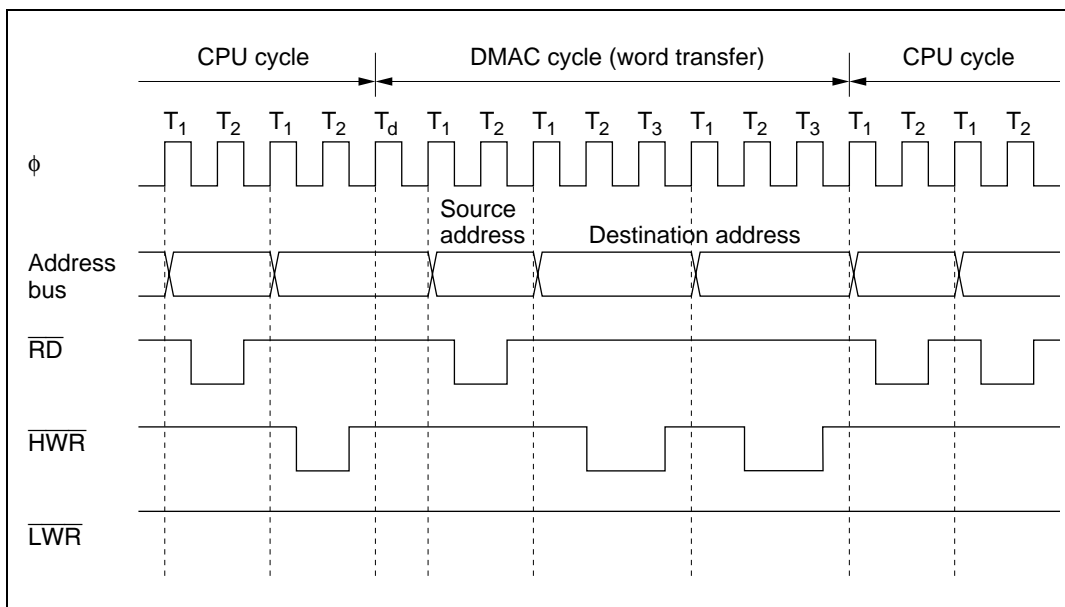 CPU cycle DMAC cycle (word transfer) CPU cycle
T1 T2 T1 T2 Td T1 T2 T1 T2 T3 T1 T2 T3 T1 T2 T1 T2
ϕ
Source
address Destination address
Address
bus
RD
HWR
LWR